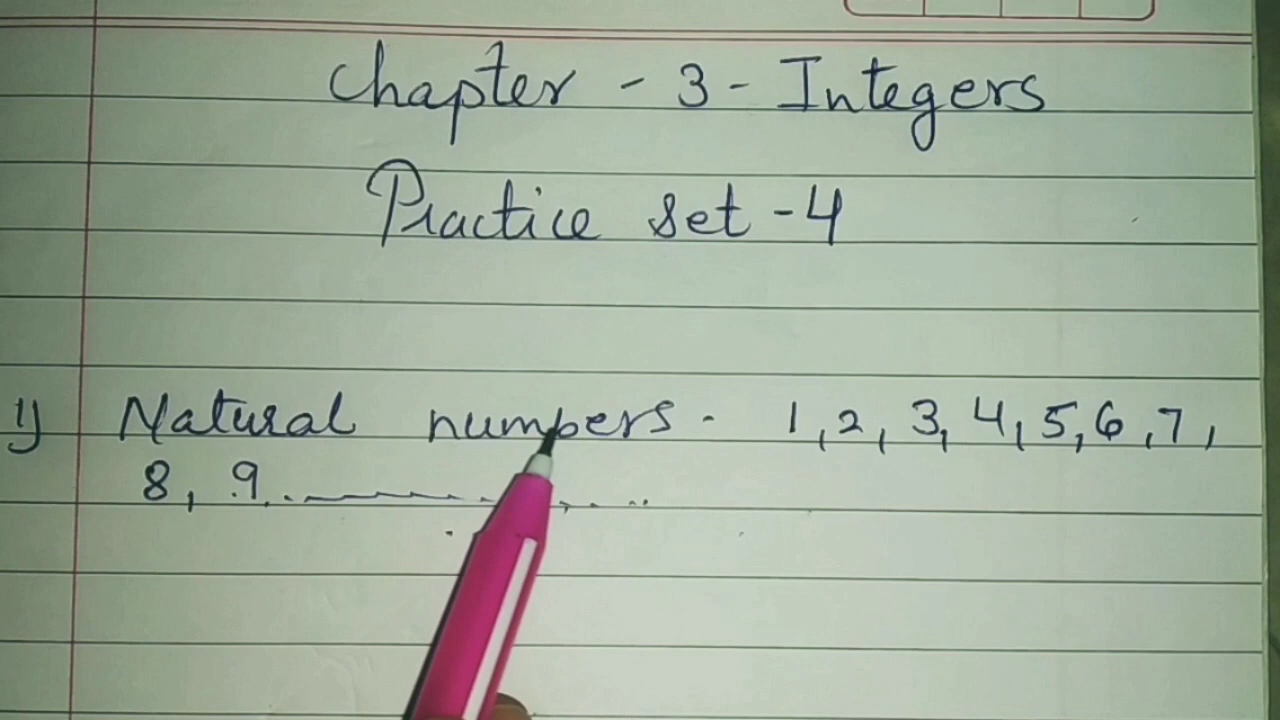 Chapter - 3 - Integers
Practice set - 4
1) Natural numbers - 1, 2, 3, 4, 5, 6, 7,
8, 9.................